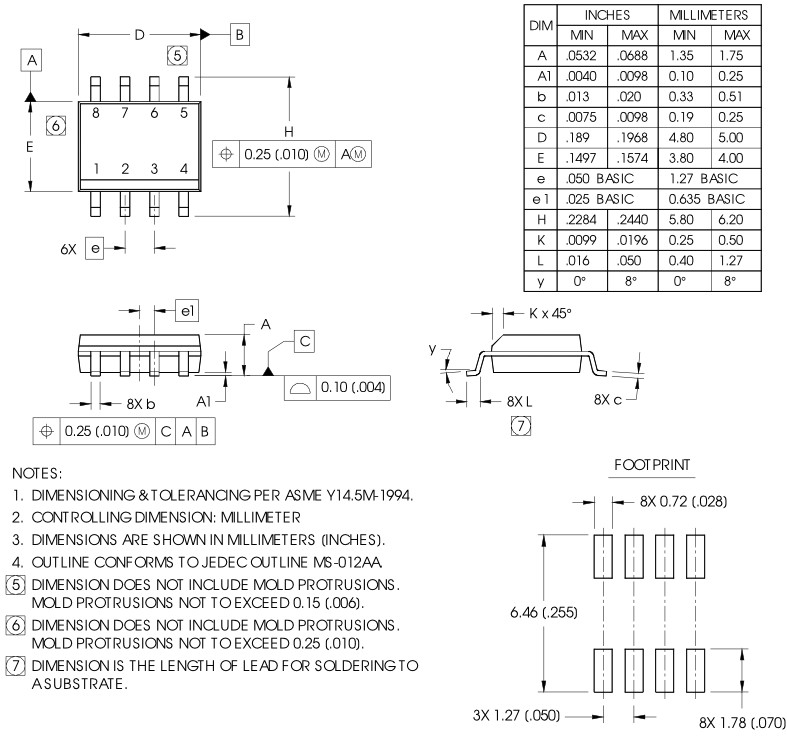 D
B
5
A
8 7 6 5
6
E
H
0.25 (.010) M A M
1 2 3 4
6X e
DIM INCHES MILLIMETERS
MIN MAX MIN MAX
A .0532 .0688 1.35 1.75
A1 .0040 .0098 0.10 0.25
b .013 .020 0.33 0.51
c .0075 .0098 0.19 0.25
D .189 .1968 4.80 5.00
E .1497 .1574 3.80 4.00
e .050 BASIC 1.27 BASIC
e1 .025 BASIC 0.635 BASIC
H .2284 .2440 5.80 6.20
K .0099 .0196 0.25 0.50
L .016 .050 0.40 1.27
y 0° 8° 0° 8°
e1
A
C
0.10 (.004)
8X b
A1
0.25 (.010) M C A B
K x 45°
y
8X L
8X c
7
NOTES:
1. DIMENSIONING & TOLERANCING PER ASME Y14.5M-1994.
2. CONTROLLING DIMENSION: MILLIMETER
3. DIMENSIONS ARE SHOWN IN MILLIMETERS (INCHES).
4. OUTLINE CONFORMS TO JEDEC OUTLINE MS-012AA.
5 DIMENSION DOES NOT INCLUDE MOLD PROTRUSIONS.
MOLD PROTRUSIONS NOT TO EXCEED 0.15 (.006).
6 DIMENSION DOES NOT INCLUDE MOLD PROTRUSIONS.
MOLD PROTRUSIONS NOT TO EXCEED 0.25 (.010).
7 DIMENSION IS THE LENGTH OF LEAD FOR SOLDERING TO
A SUBSTRATE.
FOOTPRINT
8X 0.72 (.028)
6.46 (.255)
3X 1.27 (.050)
8X 1.78 (.070)